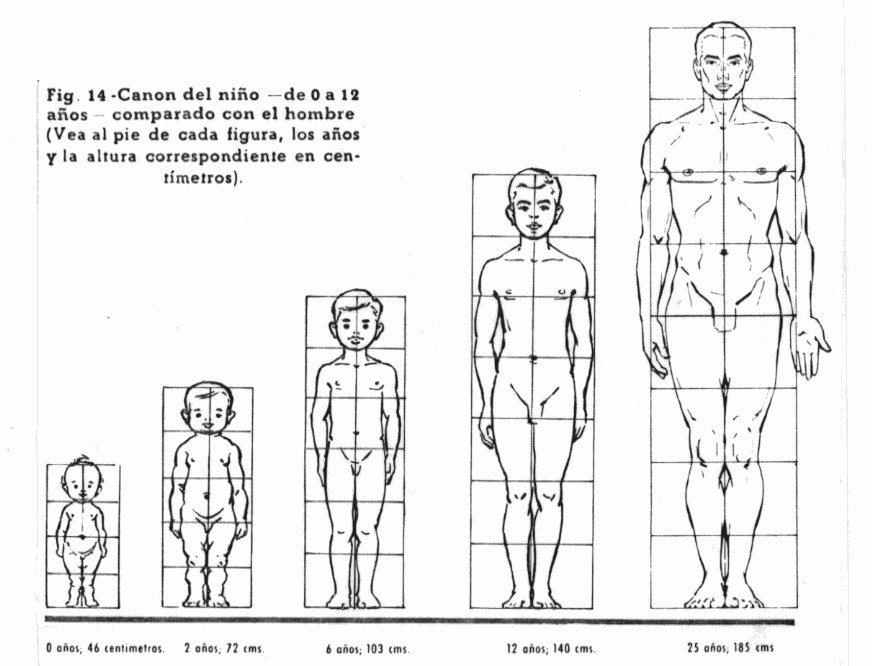 Fig. 14 -Canon del niño —de 0 a 12
años — comparado con el hombre
(Vea al pie de cada figura, los años
y la altura correspondiente en cen-
tímetros).
0 años; 46 centimetros. 2 años; 72 cms. 6 años; 103 cms. 12 años; 140 cms. 25 años; 185 cms